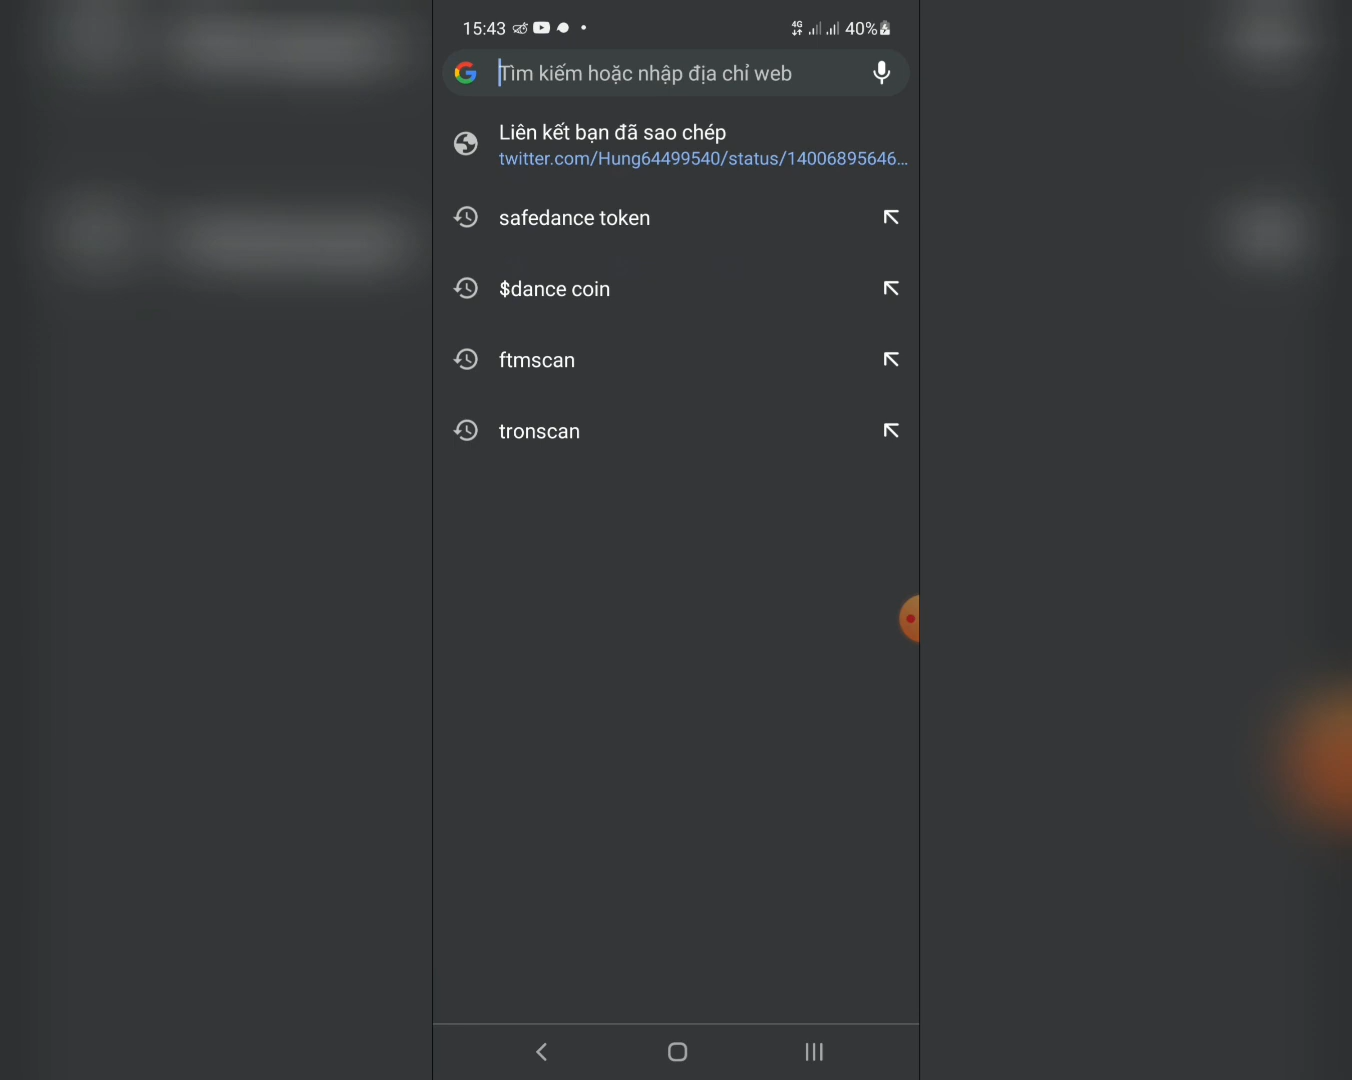 15:43
4G 40%
Tìm kiếm hoặc nhập địa chỉ web
Liên kết bạn đã sao chép
twitter.com/Hung64499540/status/14006895646...
safedance token
$dance coin
ftmscan
tronscan